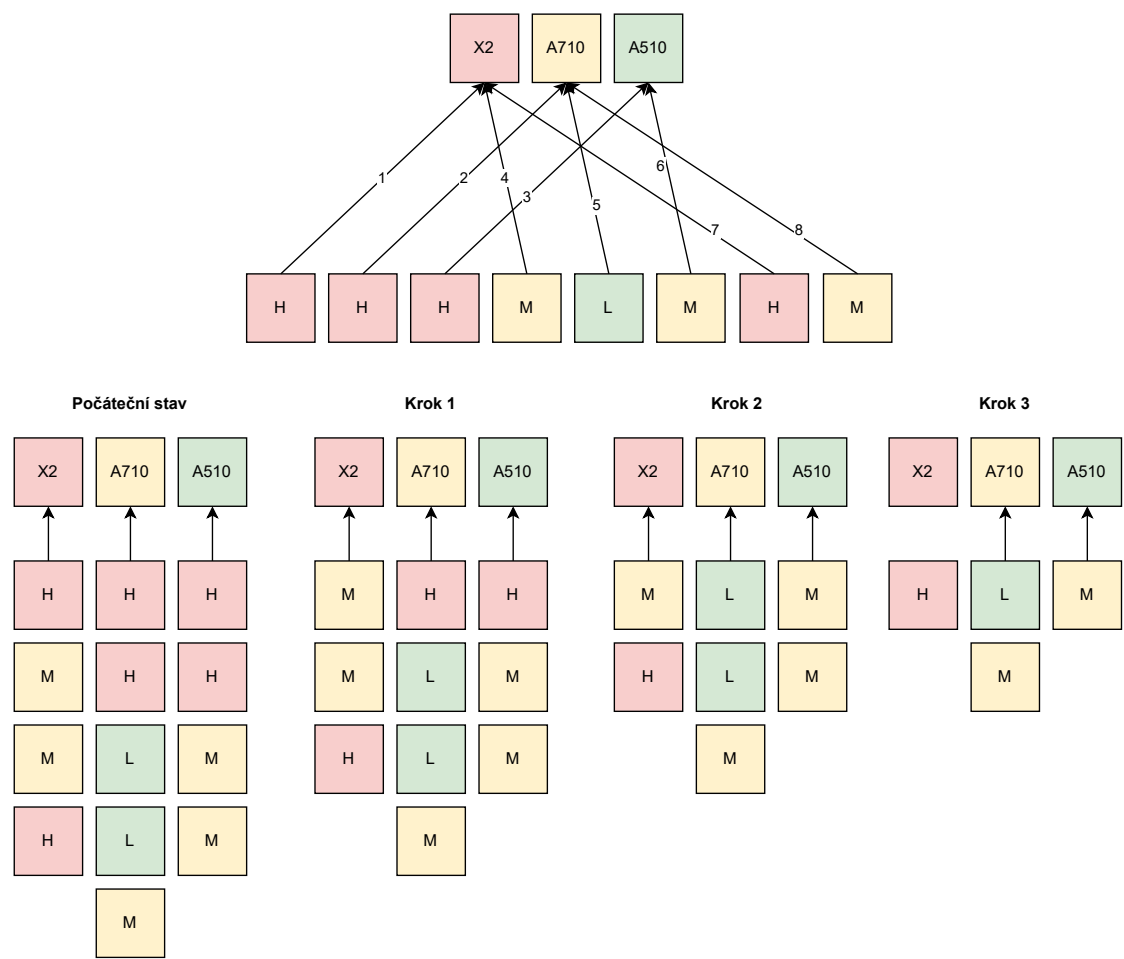 X2 A710 A510
1 2 4 3 5 6 7 8
H H H M L M H M
Počáteční stav Krok 1 Krok 2 Krok 3
X2 A710 A510 X2 A710 A510 X2 A710 A510 X2 A710 A510
H H H M H H M L M H L M
M H H M L M H L M M
M L M H L M M
H L M M
M